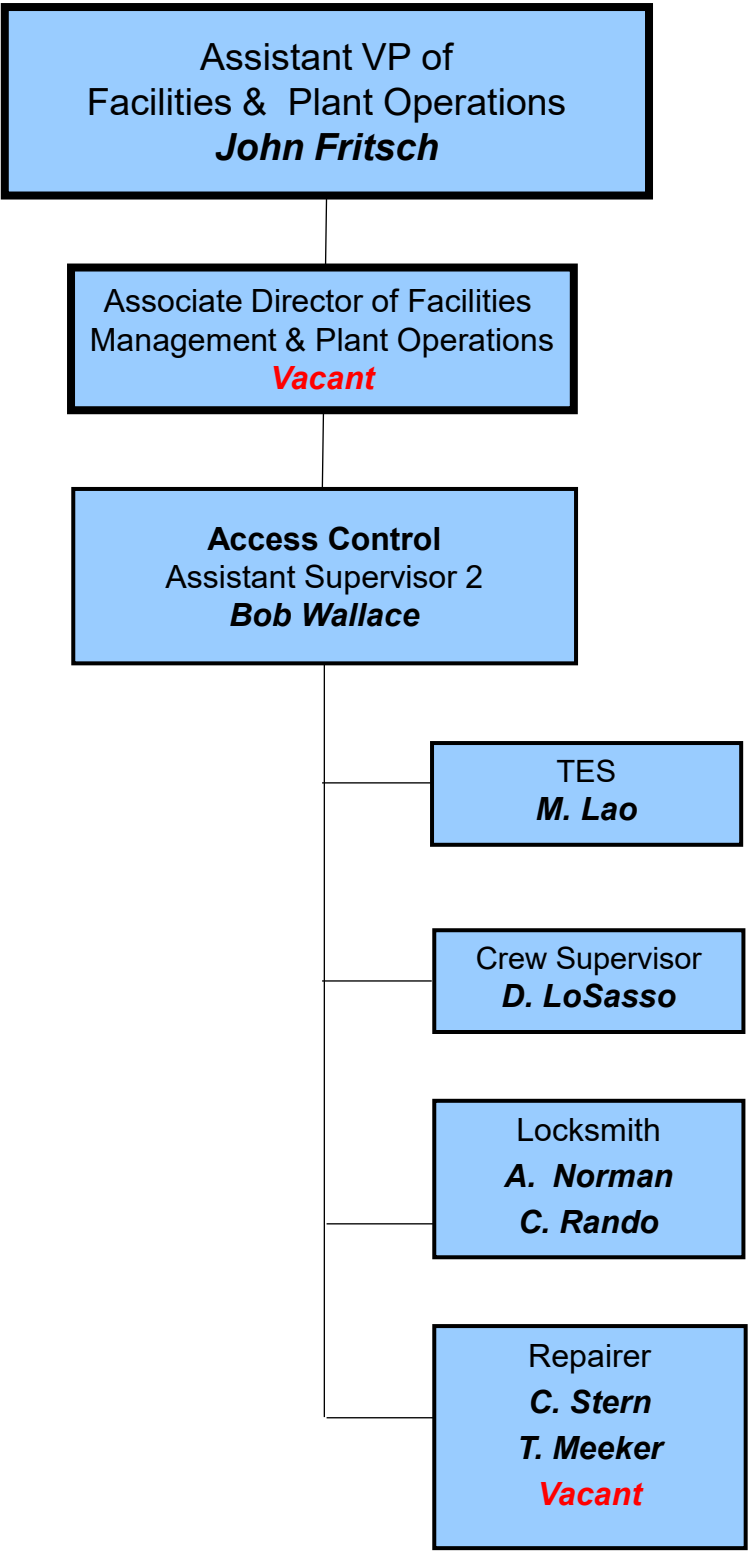 Assistant VP of
Facilities & Plant Operations
John Fritsch
Associate Director of Facilities
Management & Plant Operations
Vacant
Access Control
Assistant Supervisor 2
Bob Wallace
TES
M. Lao
Crew Supervisor
D. LoSasso
Locksmith
A. Norman
C. Rando
Repairer
C. Stern
T. Meeker
Vacant